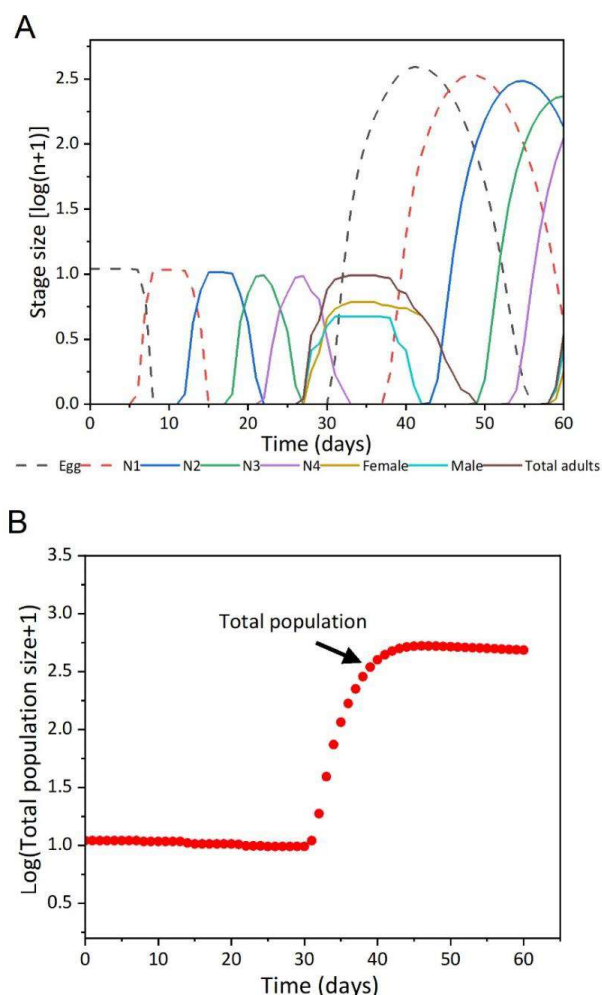 A
Stage size [log(n+1)]
2.5
2.0
1.5
1.0
0.5
0.0
0 10 20 30 40 50 60
Time (days)
Egg N1 N2 N3 N4 Female Male Total adults
B
Log(Total population size+1)
3.5
3.0
2.5
2.0
1.5
1.0
0.5
Total population
0 10 20 30 40 50 60
Time (days)